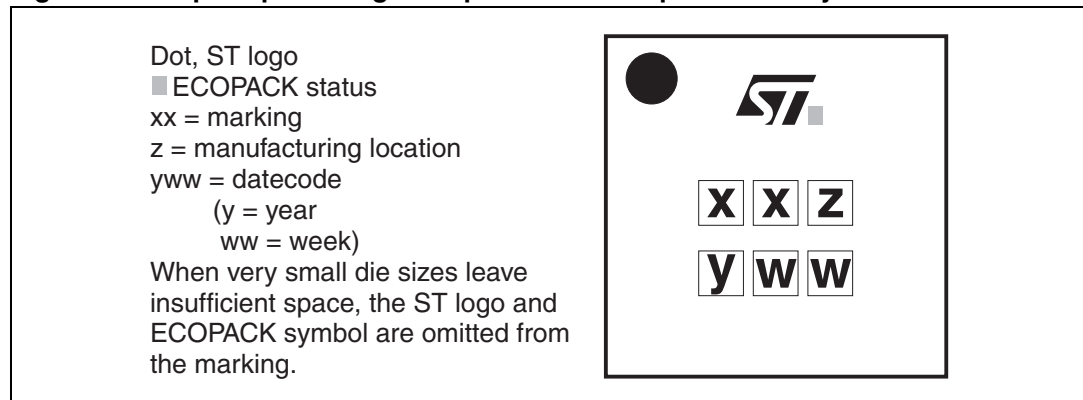 Dot, ST logo
ECOPACK status
xx = marking
z = manufacturing location
yww = datecode
(y = year
ww = week)
When very small die sizes leave
insufficient space, the ST logo and
ECOPACK symbol are omitted from
the marking.
ST
x x z
y w w